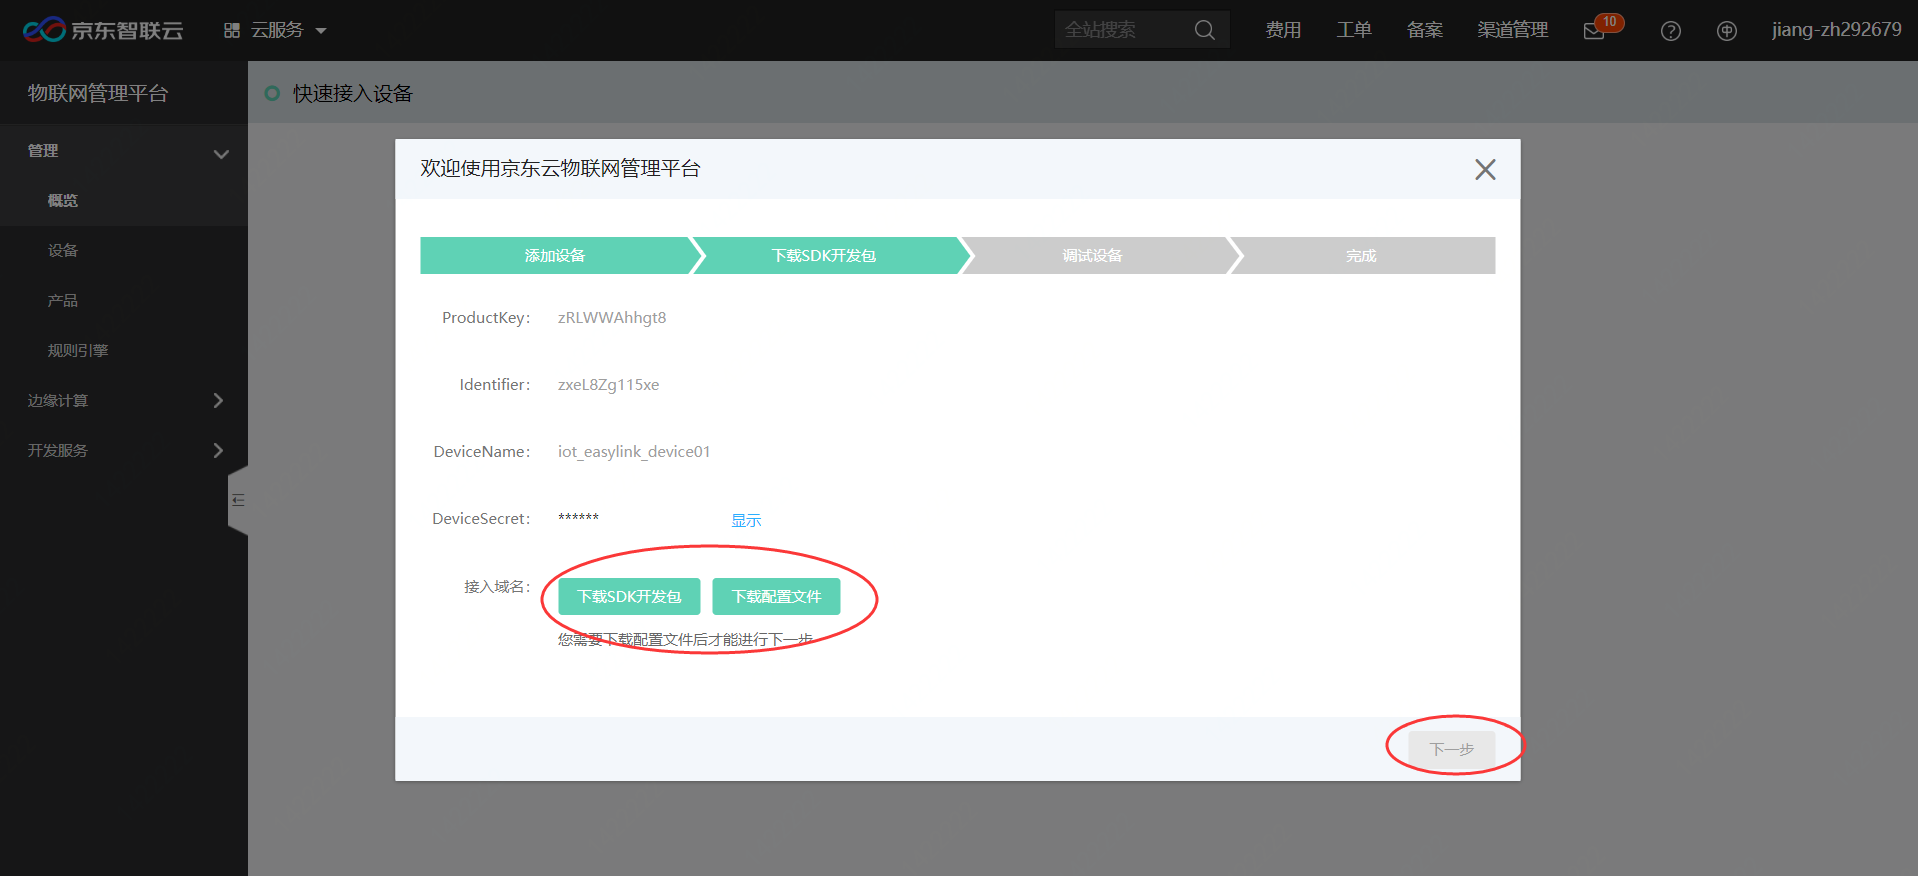 京东智联云 云服务 全站搜索 费用 工单 备案 渠道管理 10 jiang-zh292679
物联网管理平台
快速接入设备
管理
概览
设备
产品
规则引擎
边缘计算
开发服务
欢迎使用京东云物联网管理平台
添加设备 下载SDK开发包 调试设备 完成
ProductKey: zRLWWAhhgt8
Identifier: zxeL8Zg115xe
DeviceName: iot_easylink_device01
DeviceSecret: ****** 显示
接入域名: 下载SDK开发包 下载配置文件
您需要下载配置文件后才能进行下一步
下一步